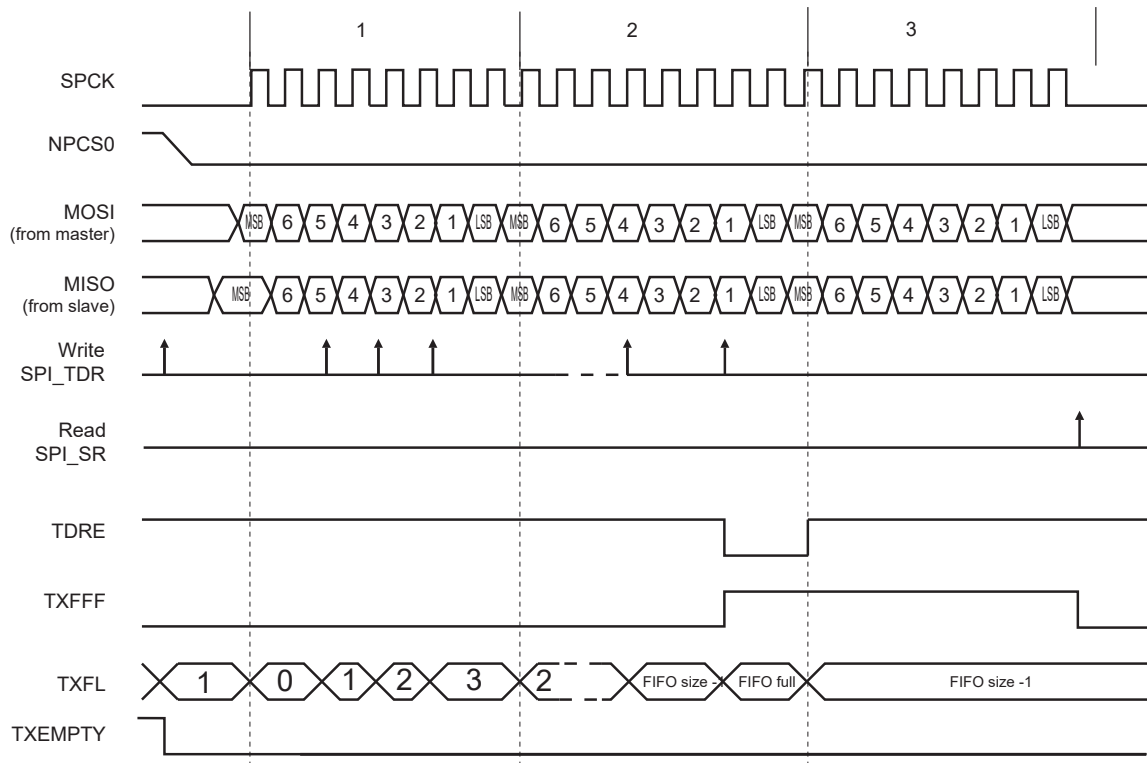 1 2 3
SPCK
NPCS0
MOSI
(from master)
MSB 6 5 4 3 2 1 LSB MSB 6 5 4 3 2 1 LSB MSB 6 5 4 3 2 1 LSB
MISO
(from slave)
MSB 6 5 4 3 2 1 LSB MSB 6 5 4 3 2 1 LSB MSB 6 5 4 3 2 1 LSB
Write
SPI_TDR
Read
SPI_SR
TDRE
TXFFF
TXFL 1 0 1 2 3 2 FIFO size -1 FIFO full FIFO size -1
TXEMPTY